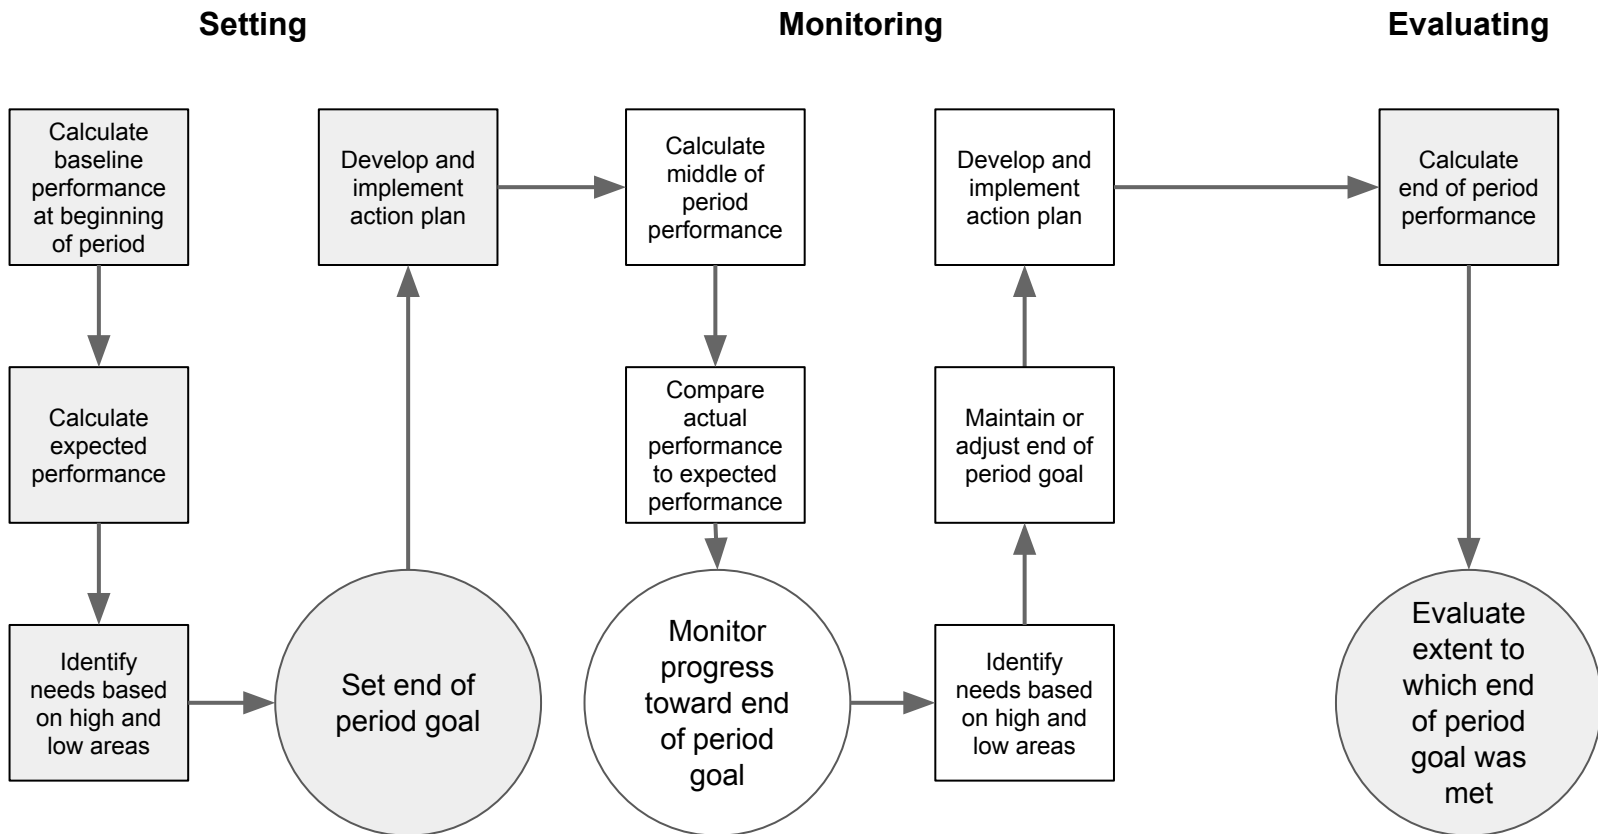 Setting
Monitoring
Evaluating
Calculate
baseline
performance
at beginning
of period
Calculate
expected
performance
Identify
needs based
on high and
low areas
Set end of
period goal
Develop and
implement
action plan
Calculate
middle of
period
performance
Compare
actual
performance
to expected
performance
Monitor
progress
toward end
of period
goal
Identify
needs based
on high and
low areas
Maintain or
adjust end of
period goal
Develop and
implement
action plan
Calculate
end of period
performance
Evaluate
extent to
which end
of period
goal was
met